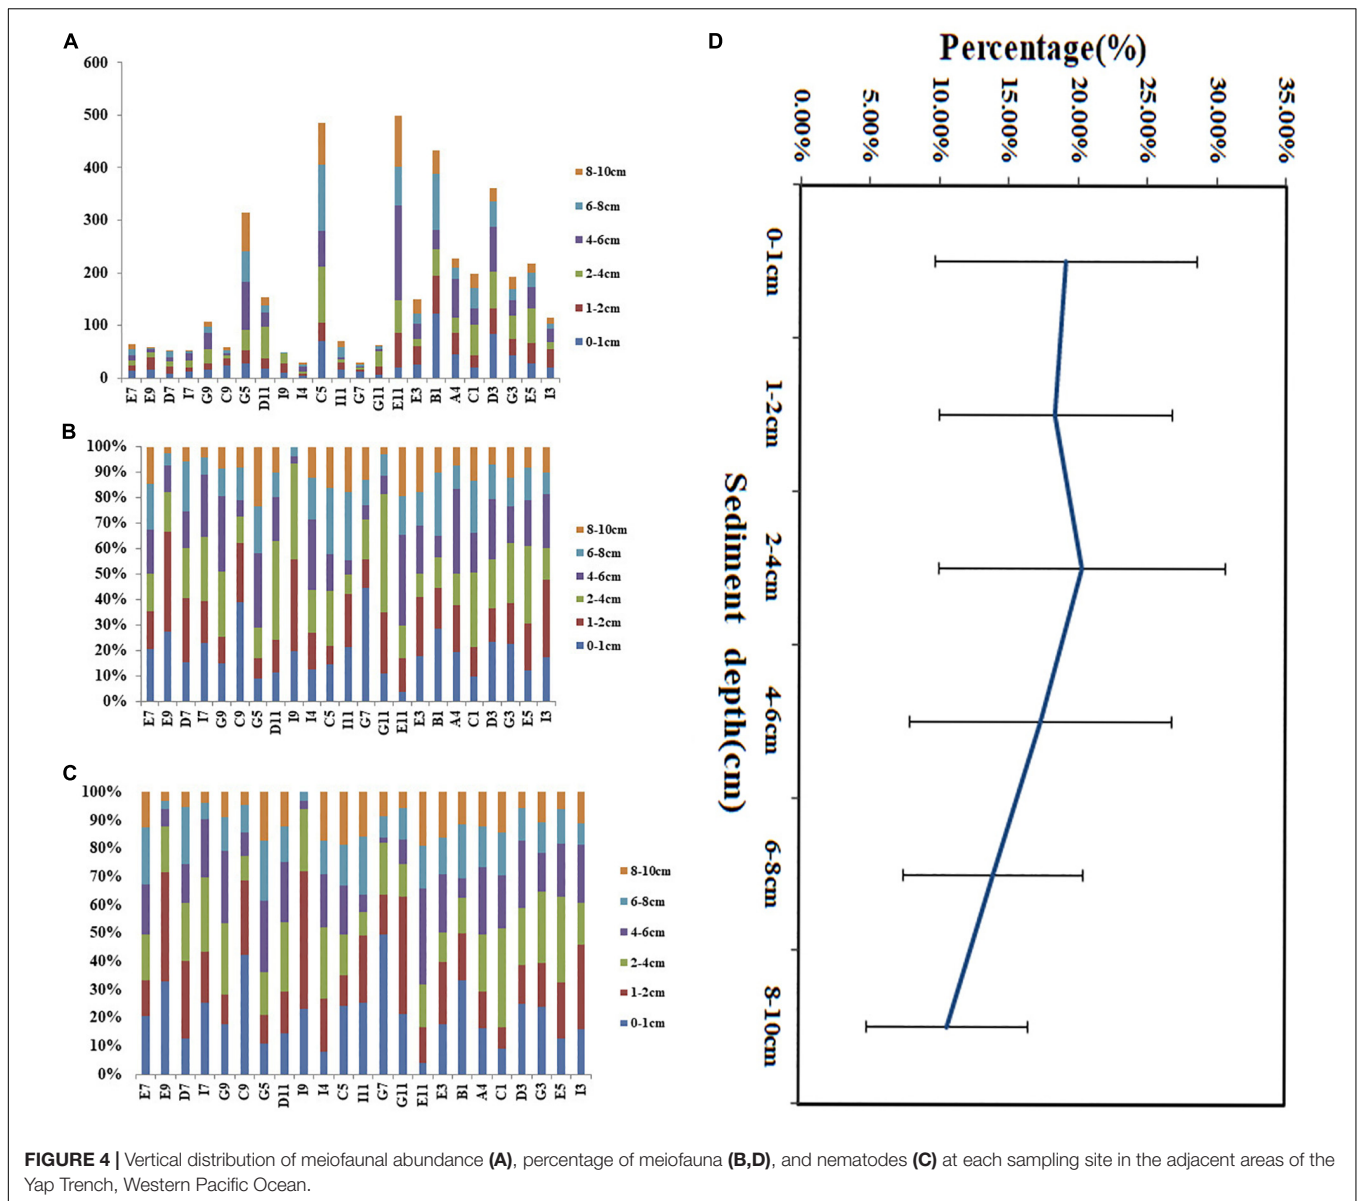 A
600
500
400
300
200
100
0
E7 E9 D7 I7 G9 C9 G5 D11 I9 I4 C5 I11 G7 G11 E11 E3 B1 A4 C1 D3 G3 E5 I3
8-10cm
6-8cm
4-6cm
2-4cm
1-2cm
0-1cm
B
100%
90%
80%
70%
60%
50%
40%
30%
20%
10%
0%
E7 E9 D7 I7 G9 C9 G5 D11 I9 I4 C5 I11 G7 G11 E11 E3 B1 A4 C1 D3 G3 E5 I3
8-10cm
6-8cm
4-6cm
2-4cm
1-2cm
0-1cm
C
100%
90%
80%
70%
60%
50%
40%
30%
20%
10%
0%
E7 E9 D7 I7 G9 C9 G5 D11 I9 I4 C5 I11 G7 G11 E11 E3 B1 A4 C1 D3 G3 E5 I3
8-10cm
6-8cm
4-6cm
2-4cm
1-2cm
0-1cm
D
Percentage(%)
0.00% 5.00% 10.00% 15.00% 20.00% 25.00% 30.00% 35.00%
0-1cm
1-2cm
2-4cm
4-6cm
6-8cm
8-10cm
Sediment depth(cm)
FIGURE 4 | Vertical distribution of meiofaunal abundance (A), percentage of meiofauna (B,D), and nematodes (C) at each sampling site in the adjacent areas of the
Yap Trench, Western Pacific Ocean.